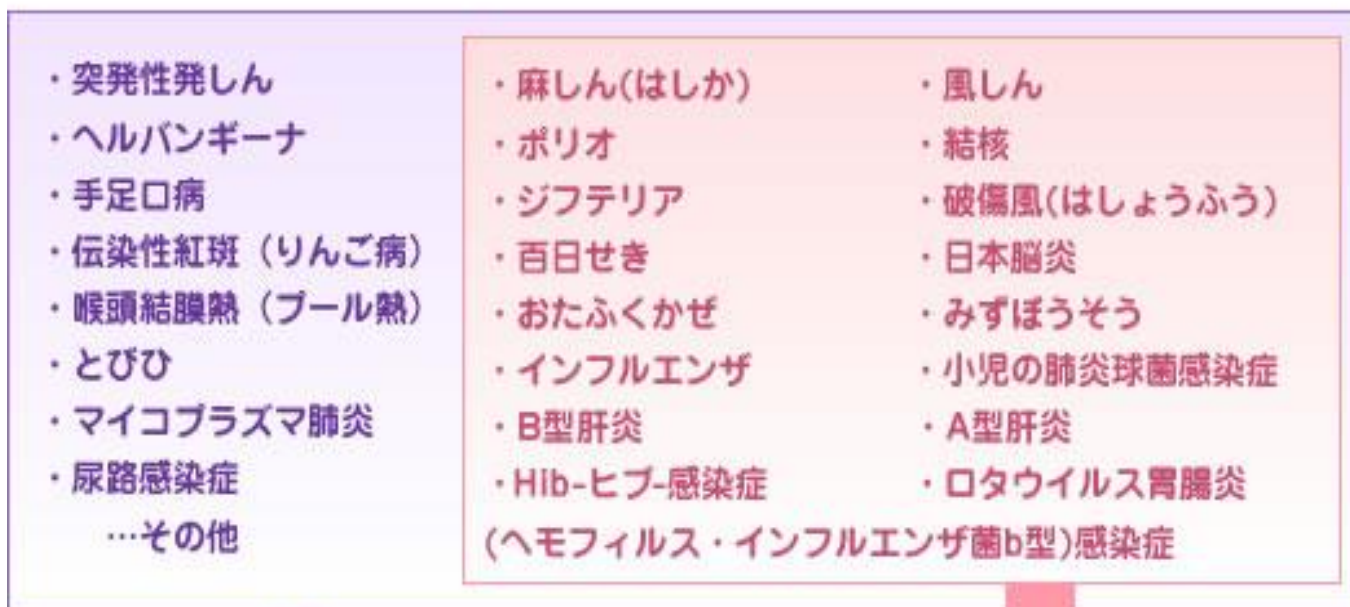 ・突発性発しん
・ヘルパンギーナ
・手足口病
・伝染性紅斑（りんご病）
・喉頭結膜熱（プール熱）
・とびひ
・マイコプラズマ肺炎
・尿路感染症
…その他
・麻しん(はしか)
・ポリオ
・ジフテリア
・百日せき
・おたふくかぜ
・インフルエンザ
・B型肝炎
・Hib-ヒブ-感染症
(ヘモフィルス・インフルエンザ菌b型)感染症
・風しん
・結核
・破傷風(はしょうふう)
・日本脳炎
・みずぼうそう
・小児の肺炎球菌感染症
・A型肝炎
・ロタウイルス胃腸炎